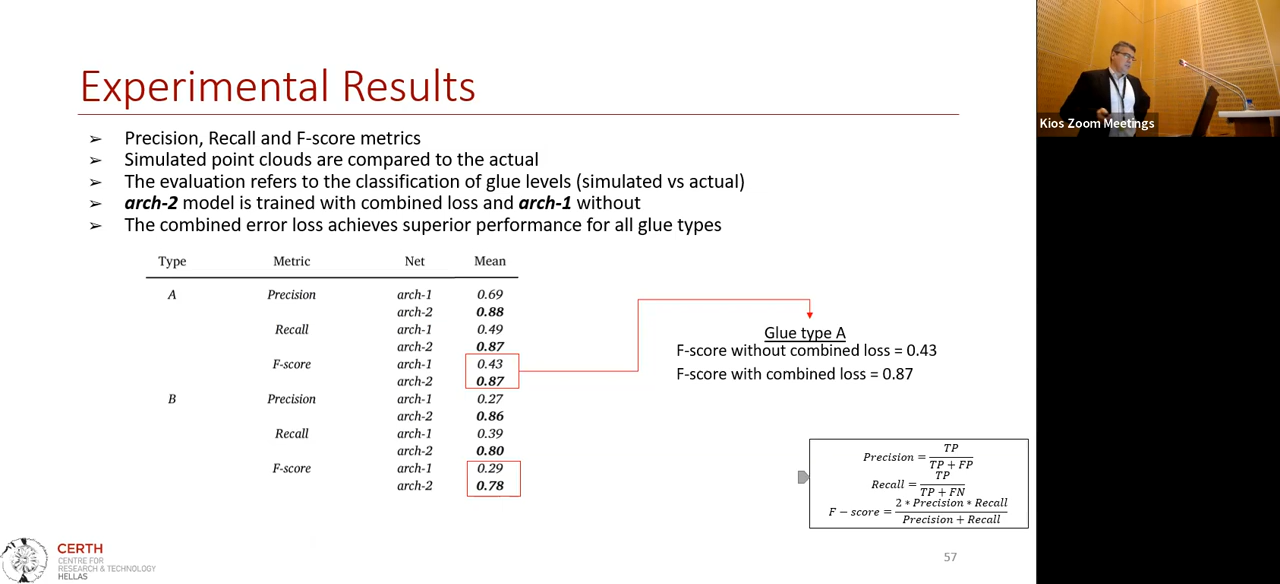 Experimental Results
➢ Precision, Recall and F-score metrics
➢ Simulated point clouds are compared to the actual
➢ The evaluation refers to the classification of glue levels (simulated vs actual)
➢ arch-2 model is trained with combined loss and arch-1 without
➢ The combined error loss achieves superior performance for all glue types
Type Metric Net Mean
A Precision arch-1 0.69
arch-2 0.88
Recall arch-1 0.49
arch-2 0.87
F-score arch-1 0.43
arch-2 0.87
B Precision arch-1 0.27
arch-2 0.86
Recall arch-1 0.39
arch-2 0.80
F-score arch-1 0.29
arch-2 0.78
Glue type A
F-score without combined loss = 0.43
F-score with combined loss = 0.87
Precision = TP / TP + FP
Recall = TP / TP + FN
F − score = 2 * Precision * Recall / Precision + Recall
CERTH
CENTRE FOR
RESEARCH & TECHNOLOGY
HELLAS
57
Kios Zoom Meetings